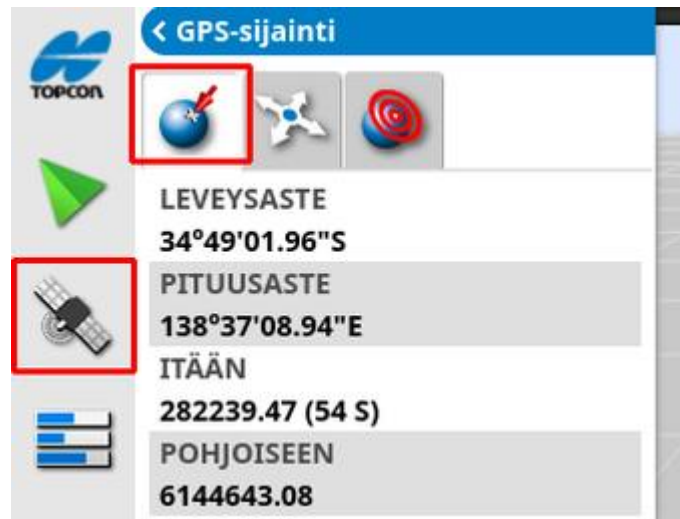 TOPCON
< GPS-sijainti
LEVEYSASTE
34°49'01.96"S
PITUUSASTE
138°37'08.94"E
ITÄÄN
282239.47 (54 S)
POHJOISEEN
6144643.08